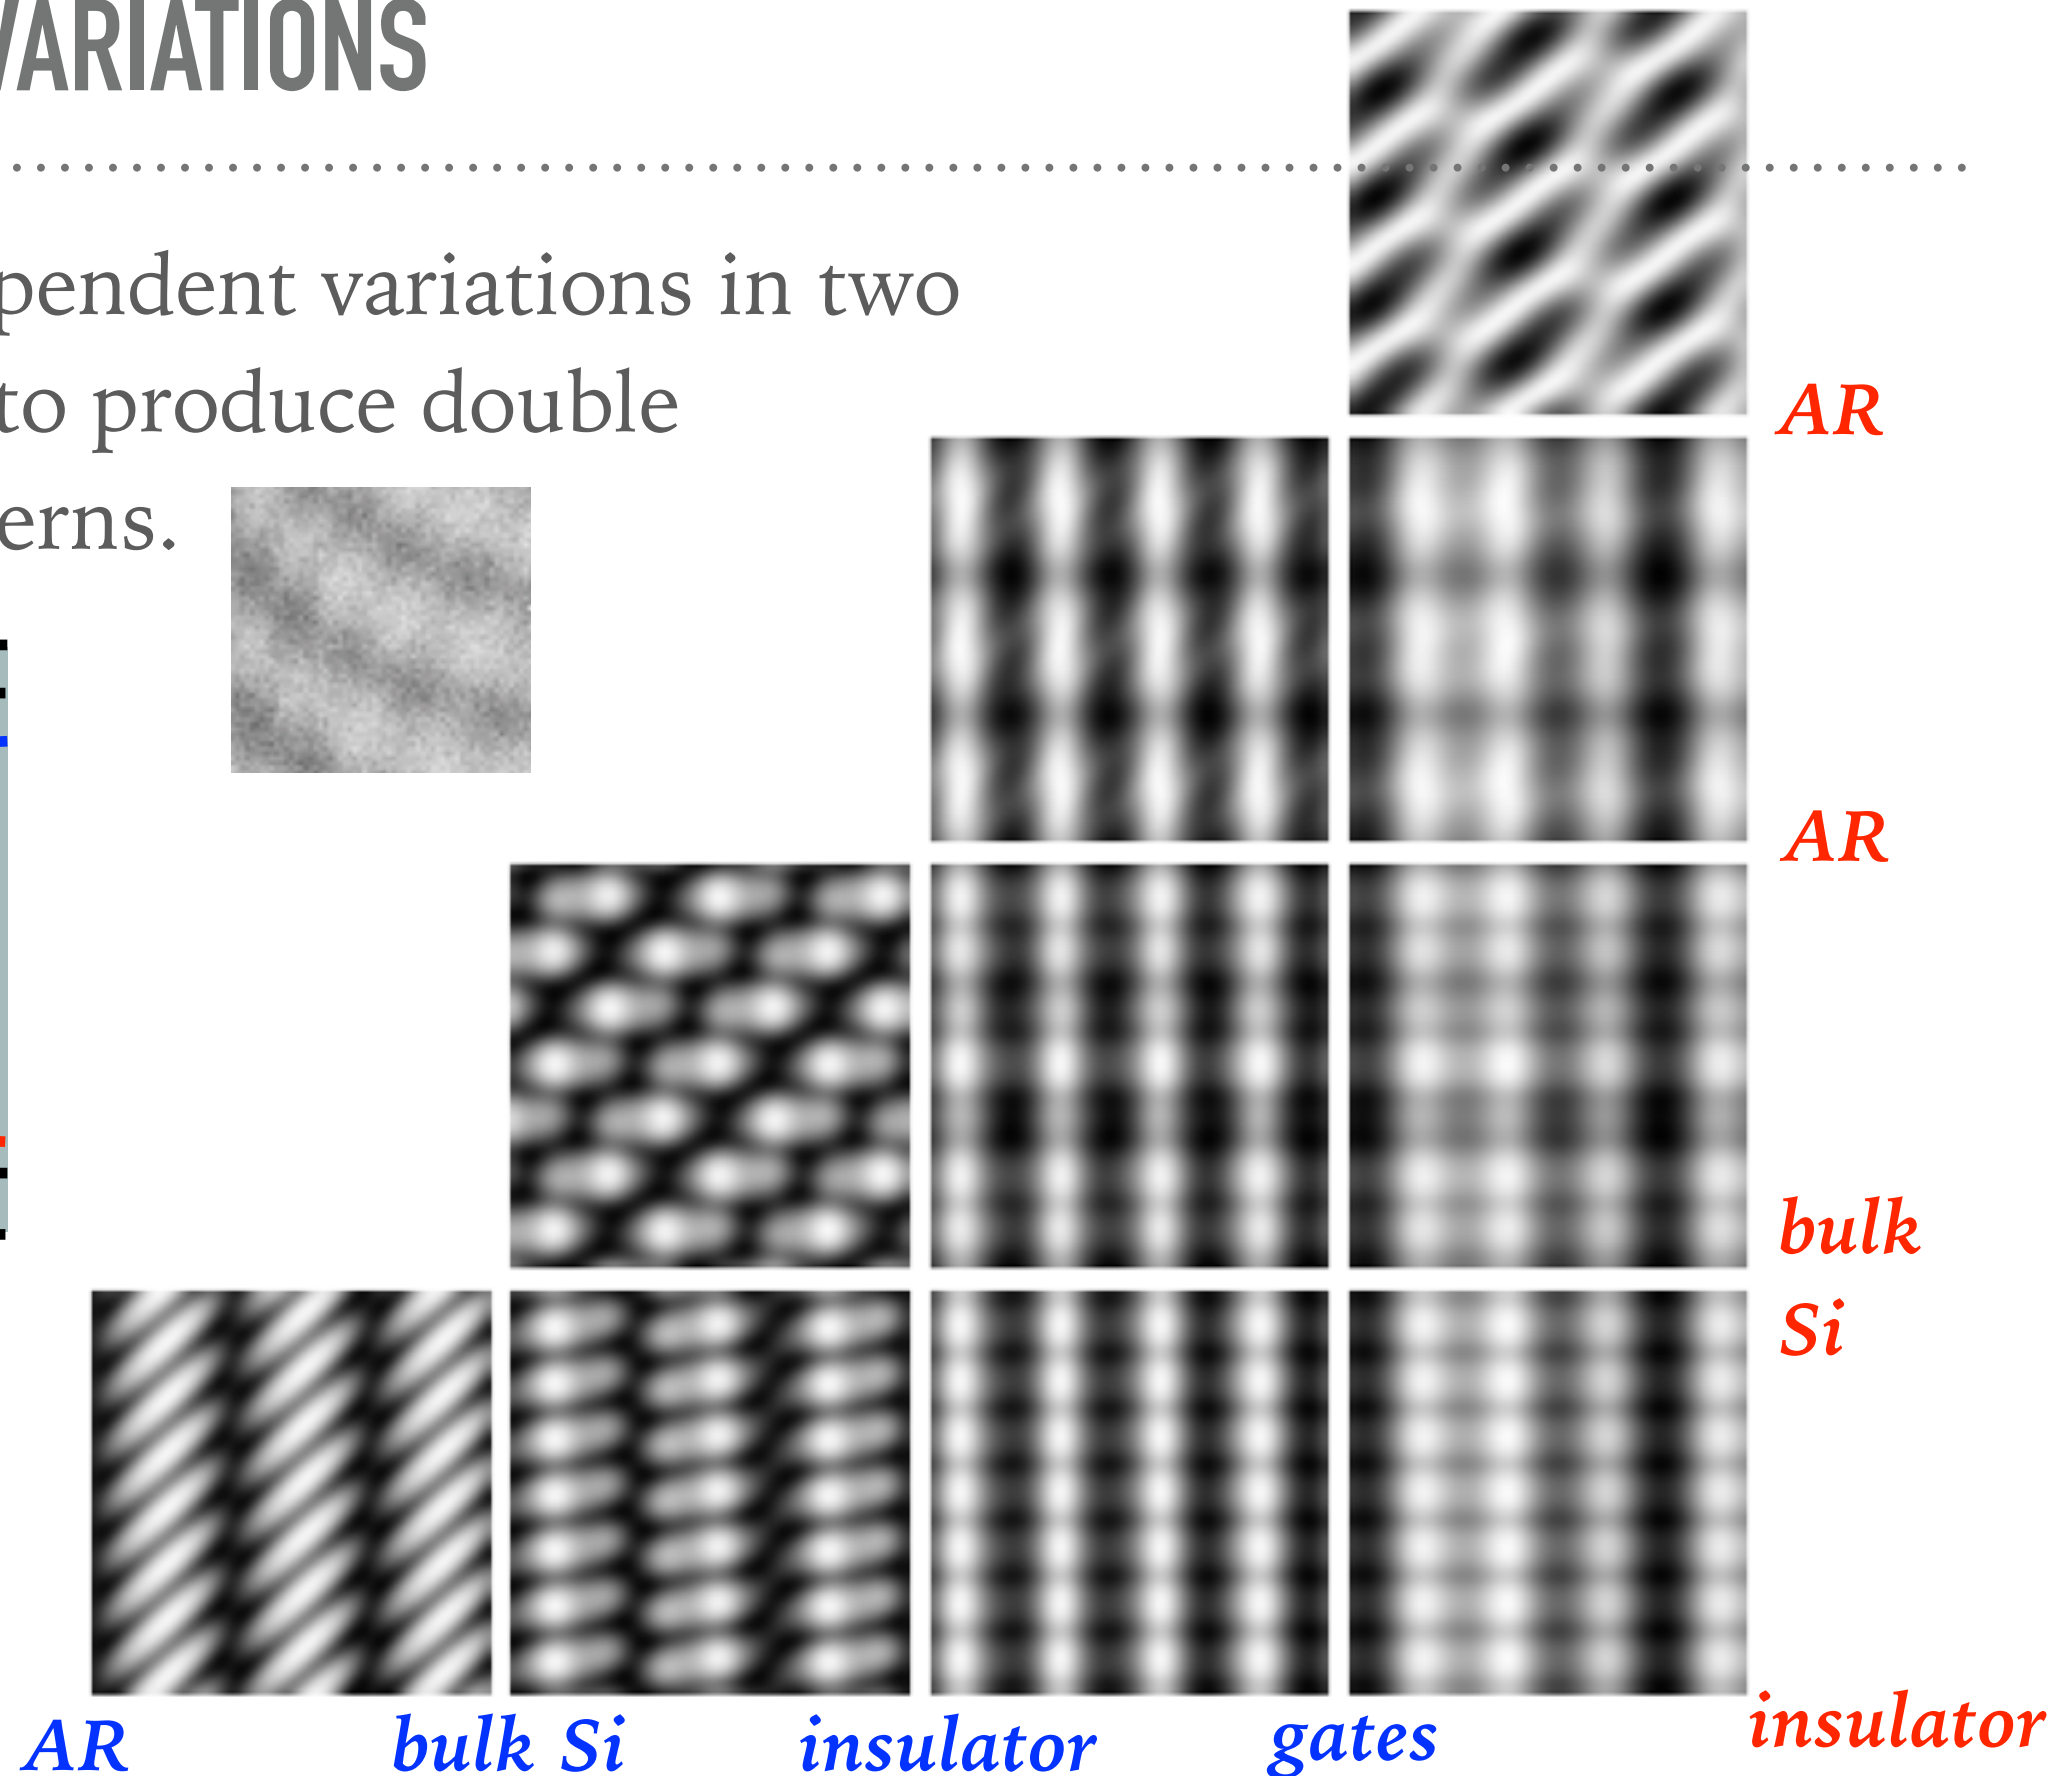 VARIATIONS
pendent variations in two
to produce double
erns.
AR
AR
bulk
Si
insulator
AR bulk Si insulator gates